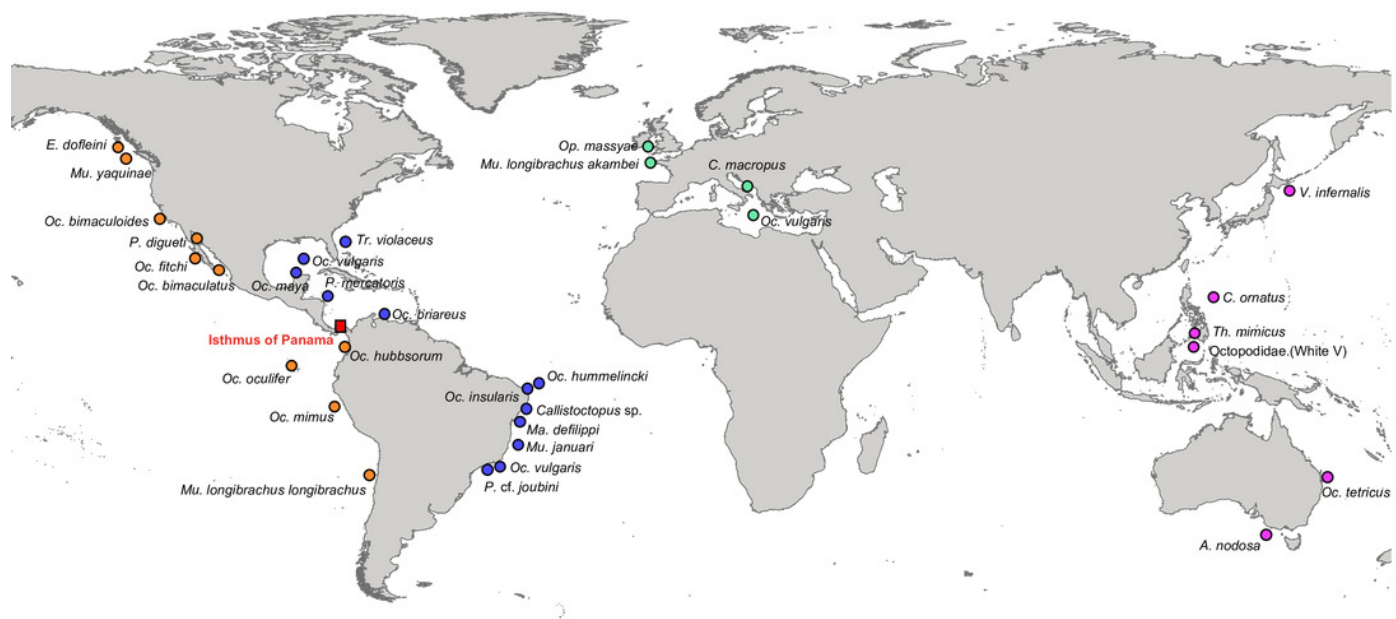 E. dofleini
Mu. yaquinae
Oc. bimaculoides
P. digueti
Oc. fitchi
Oc. bimaculatus
Tr. violaceus
Oc. vulgaris
Oc. maya
P. mercatoris
Oc. briareus
Isthmus of Panama
Oc. hubbsorum
Oc. oculifer
Oc. mimus
Mu. longibrachus longibrachus
Oc. hummelincki
Oc. insularis
Callistoctopus sp.
Ma. defilippi
Mu. januari
Oc. vulgaris
P. cf. joubini
Op. massyae
Mu. longibrachus akambei
C. macropus
Oc. vulgaris
V. infernalis
C. ornatus
Th. mimicus
Octopodidae.(White V)
Oc. tetricus
A. nodosa